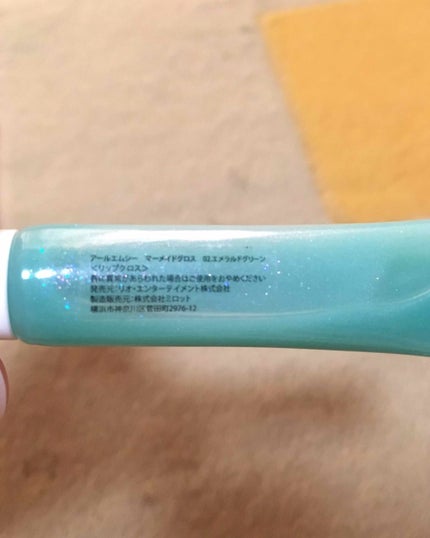 アールエムシー　マーメイドグロス　02.エメラルドグリーン
＜リップグロス＞
異常があらわれた場合はご使用をおやめください
発売元：リオ・エンターテイメント株式会社
製造販売元：株式会社ミロット
横浜市神奈川区菅田町2976-12